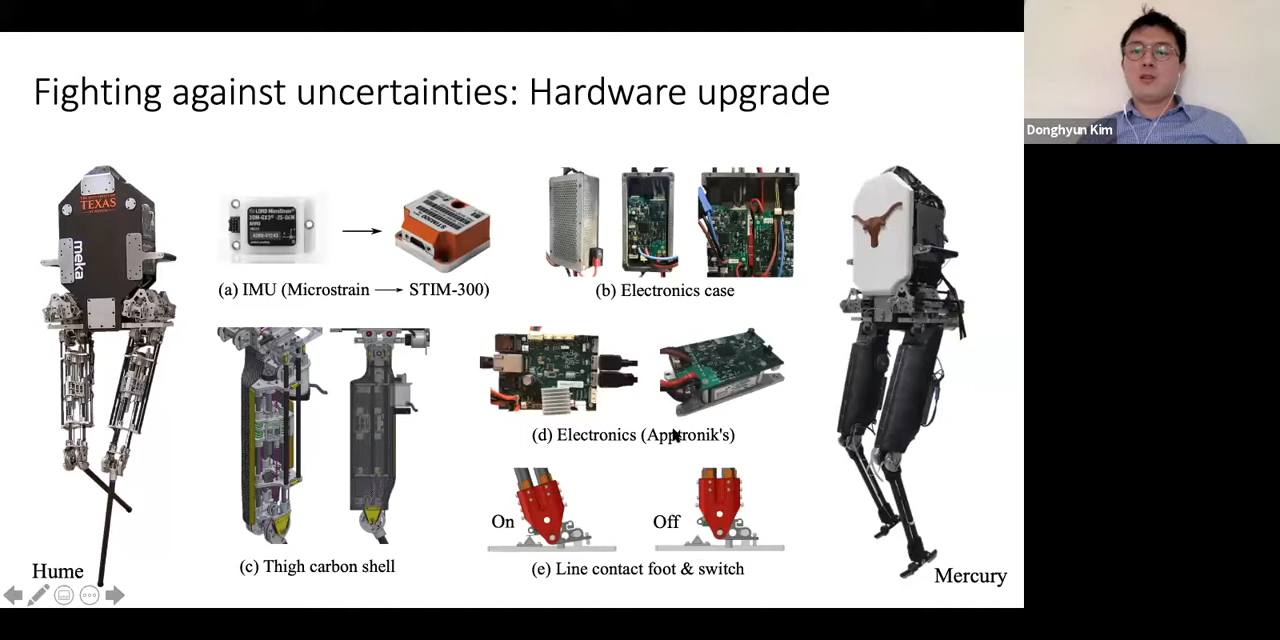 Fighting against uncertainties: Hardware upgrade
Donghyun Kim
TEXAS
meka
(a) IMU (Microstrain → STIM-300)
(b) Electronics case
(c) Thigh carbon shell
(d) Electronics (Apptronik's)
On
Off
(e) Line contact foot & switch
Hume
Mercury